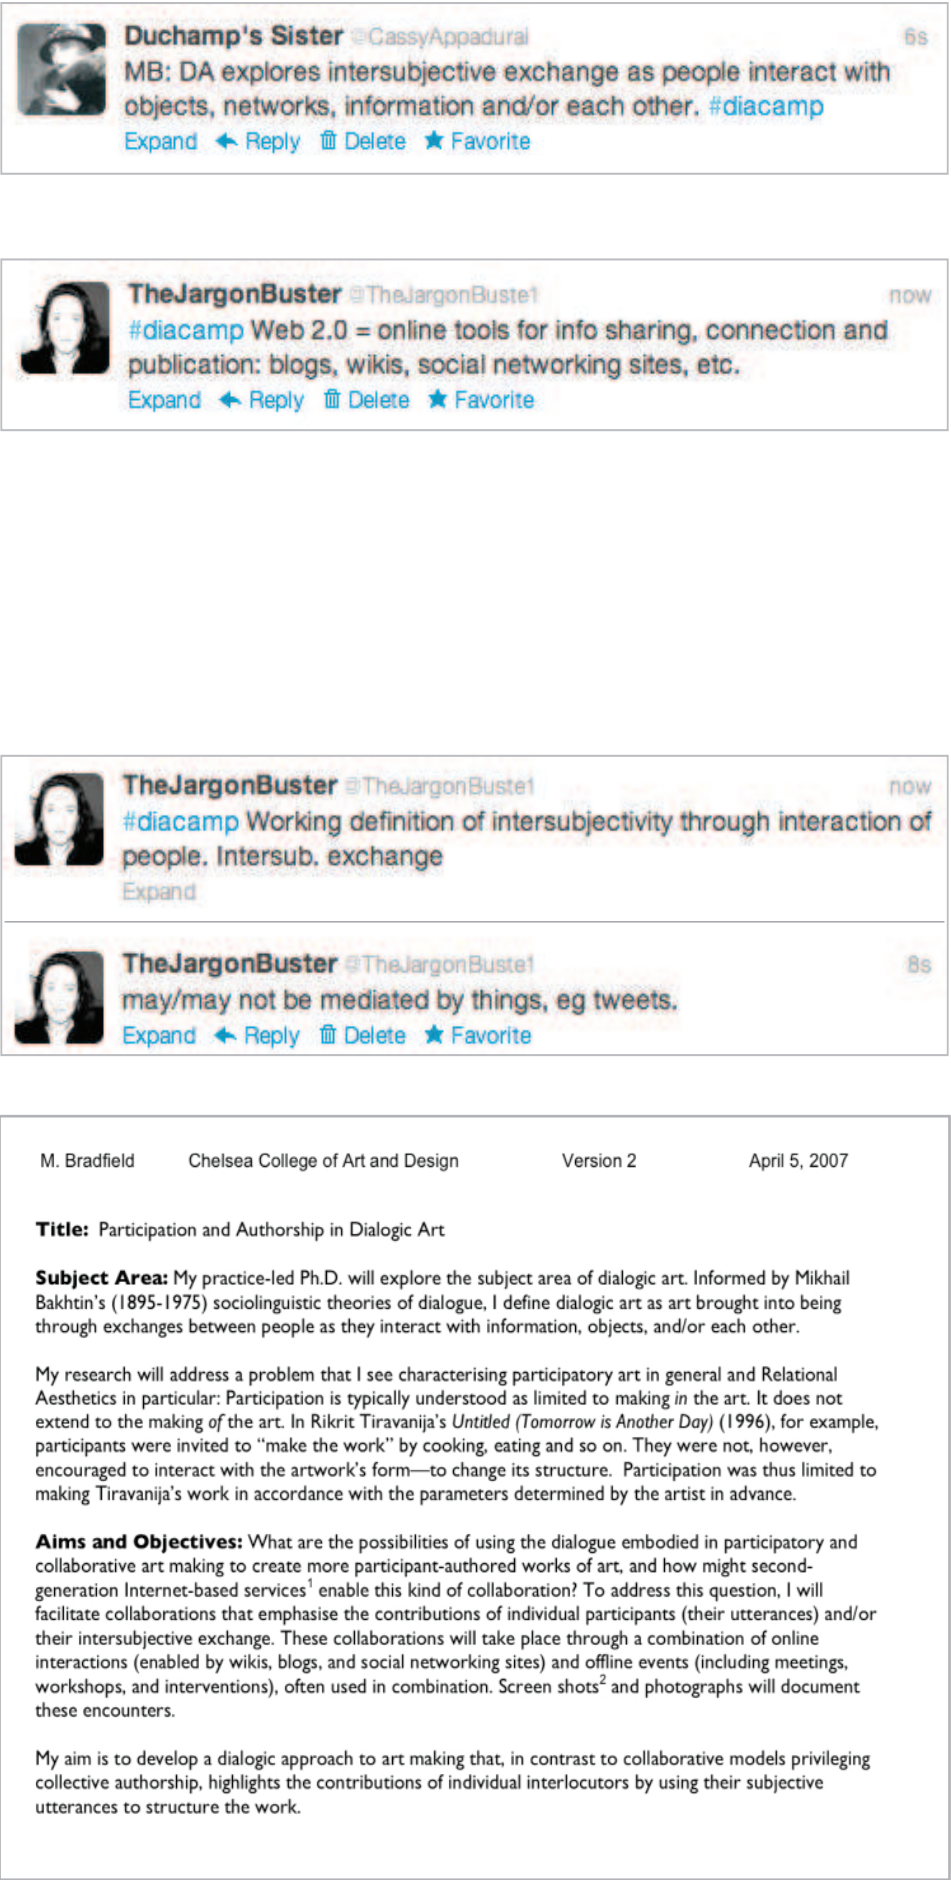 Duchamp's Sister @CassyAppadurai 6s
MB: DA explores intersubjective exchange as people interact with
objects, networks, information and/or each other. #diacamp
Expand Reply Delete Favorite
TheJargonBuster @TheJargonBuste1 now
#diacamp Web 2.0 = online tools for info sharing, connection and
publication: blogs, wikis, social networking sites, etc.
Expand Reply Delete Favorite
TheJargonBuster @TheJargonBuste1 now
#diacamp Working definition of intersubjectivity through interaction of
people. Intersub. exchange
Expand
TheJargonBuster @TheJargonBuste1 8s
may/may not be mediated by things, eg tweets.
Expand Reply Delete Favorite
M. Bradfield Chelsea College of Art and Design Version 2 April 5, 2007
Title: Participation and Authorship in Dialogic Art
Subject Area: My practice-led Ph.D. will explore the subject area of dialogic art. Informed by Mikhail
Bakhtin's (1895-1975) sociolinguistic theories of dialogue, I define dialogic art as art brought into being
through exchanges between people as they interact with information, objects, and/or each other.
My research will address a problem that I see characterising participatory art in general and Relational
Aesthetics in particular: Participation is typically understood as limited to making in the art. It does not
extend to the making of the art. In Rikrit Tiravanija's Untitled (Tomorrow is Another Day) (1996), for example,
participants were invited to “make the work” by cooking, eating and so on. They were not, however,
encouraged to interact with the artwork's form—to change its structure. Participation was thus limited to
making Tiravanija's work in accordance with the parameters determined by the artist in advance.
Aims and Objectives: What are the possibilities of using the dialogue embodied in participatory and
collaborative art making to create more participant-authored works of art, and how might second-
generation Internet-based services1 enable this kind of collaboration? To address this question, I will
facilitate collaborations that emphasise the contributions of individual participants (their utterances) and/or
their intersubjective exchange. These collaborations will take place through a combination of online
interactions (enabled by wikis, blogs, and social networking sites) and offline events (including meetings,
workshops, and interventions), often used in combination. Screen shots2 and photographs will document
these encounters.
My aim is to develop a dialogic approach to art making that, in contrast to collaborative models privileging
collective authorship, highlights the contributions of individual interlocutors by using their subjective
utterances to structure the work.